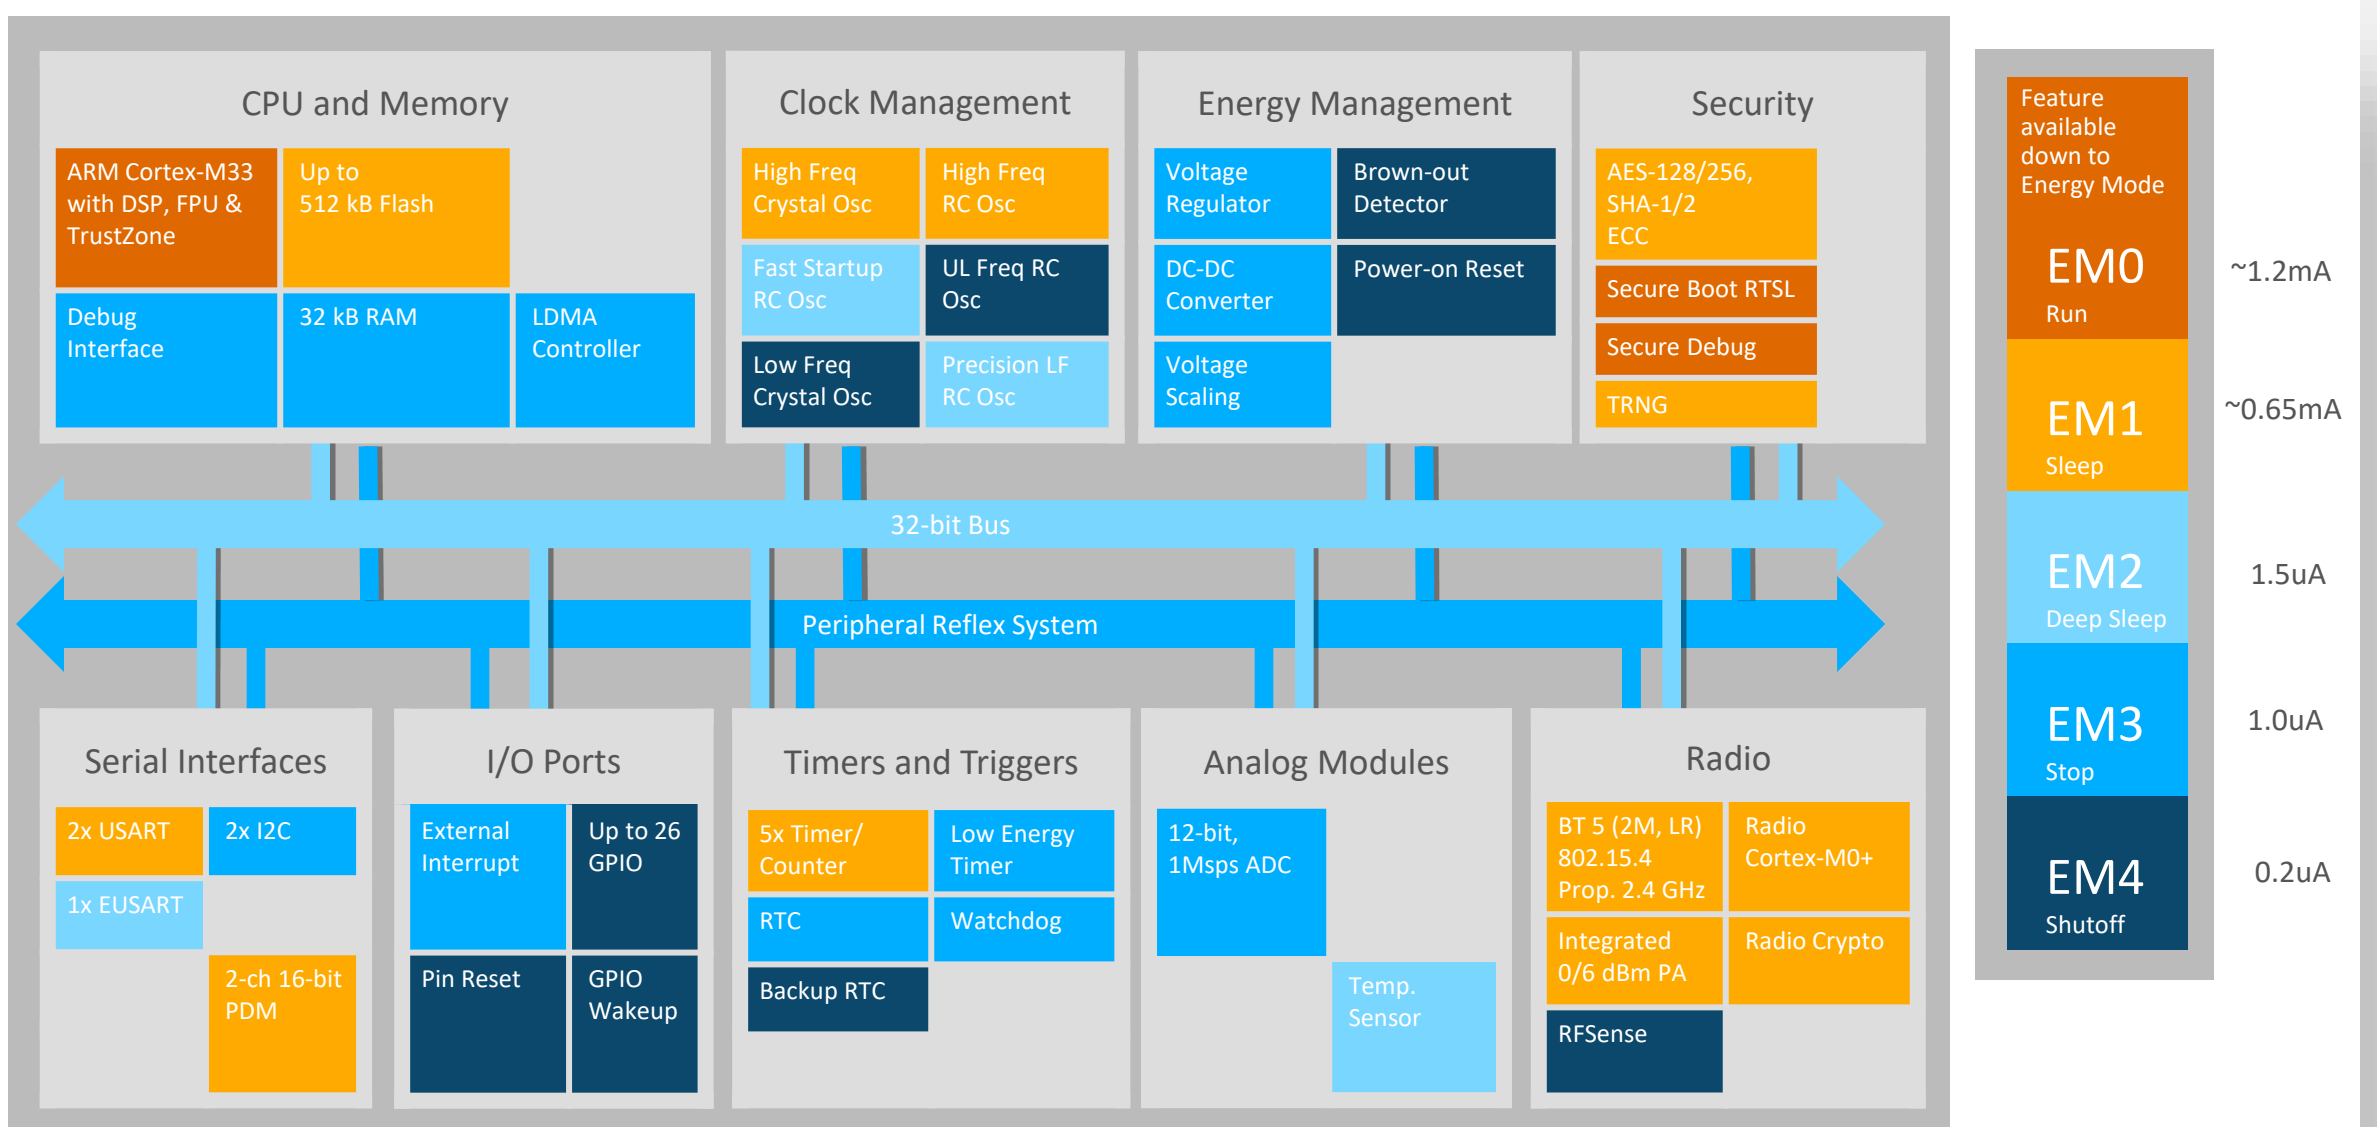 CPU and Memory
ARM Cortex-M33
with DSP, FPU &
TrustZone
Up to
512 kB Flash
Debug
Interface
32 kB RAM
LDMA
Controller
Clock Management
High Freq
Crystal Osc
High Freq
RC Osc
Fast Startup
RC Osc
UL Freq RC
Osc
Low Freq
Crystal Osc
Precision LF
RC Osc
Energy Management
Voltage
Regulator
Brown-out
Detector
DC-DC
Converter
Power-on Reset
Voltage
Scaling
Security
AES-128/256,
SHA-1/2
ECC
Secure Boot RTSL
Secure Debug
TRNG
32-bit Bus
Peripheral Reflex System
Serial Interfaces
2x USART
2x I2C
1x EUSART
2-ch 16-bit
PDM
I/O Ports
External
Interrupt
Up to 26
GPIO
Pin Reset
GPIO
Wakeup
Timers and Triggers
5x Timer/
Counter
Low Energy
Timer
RTC
Watchdog
Backup RTC
Analog Modules
12-bit,
1Msps ADC
Temp.
Sensor
Radio
BT 5 (2M, LR)
802.15.4
Prop. 2.4 GHz
Radio
Cortex-M0+
Integrated
0/6 dBm PA
Radio Crypto
RFSense
Feature
available
down to
Energy Mode
EM0
Run
~1.2mA
EM1
Sleep
~0.65mA
EM2
Deep Sleep
1.5uA
EM3
Stop
1.0uA
EM4
Shutoff
0.2uA